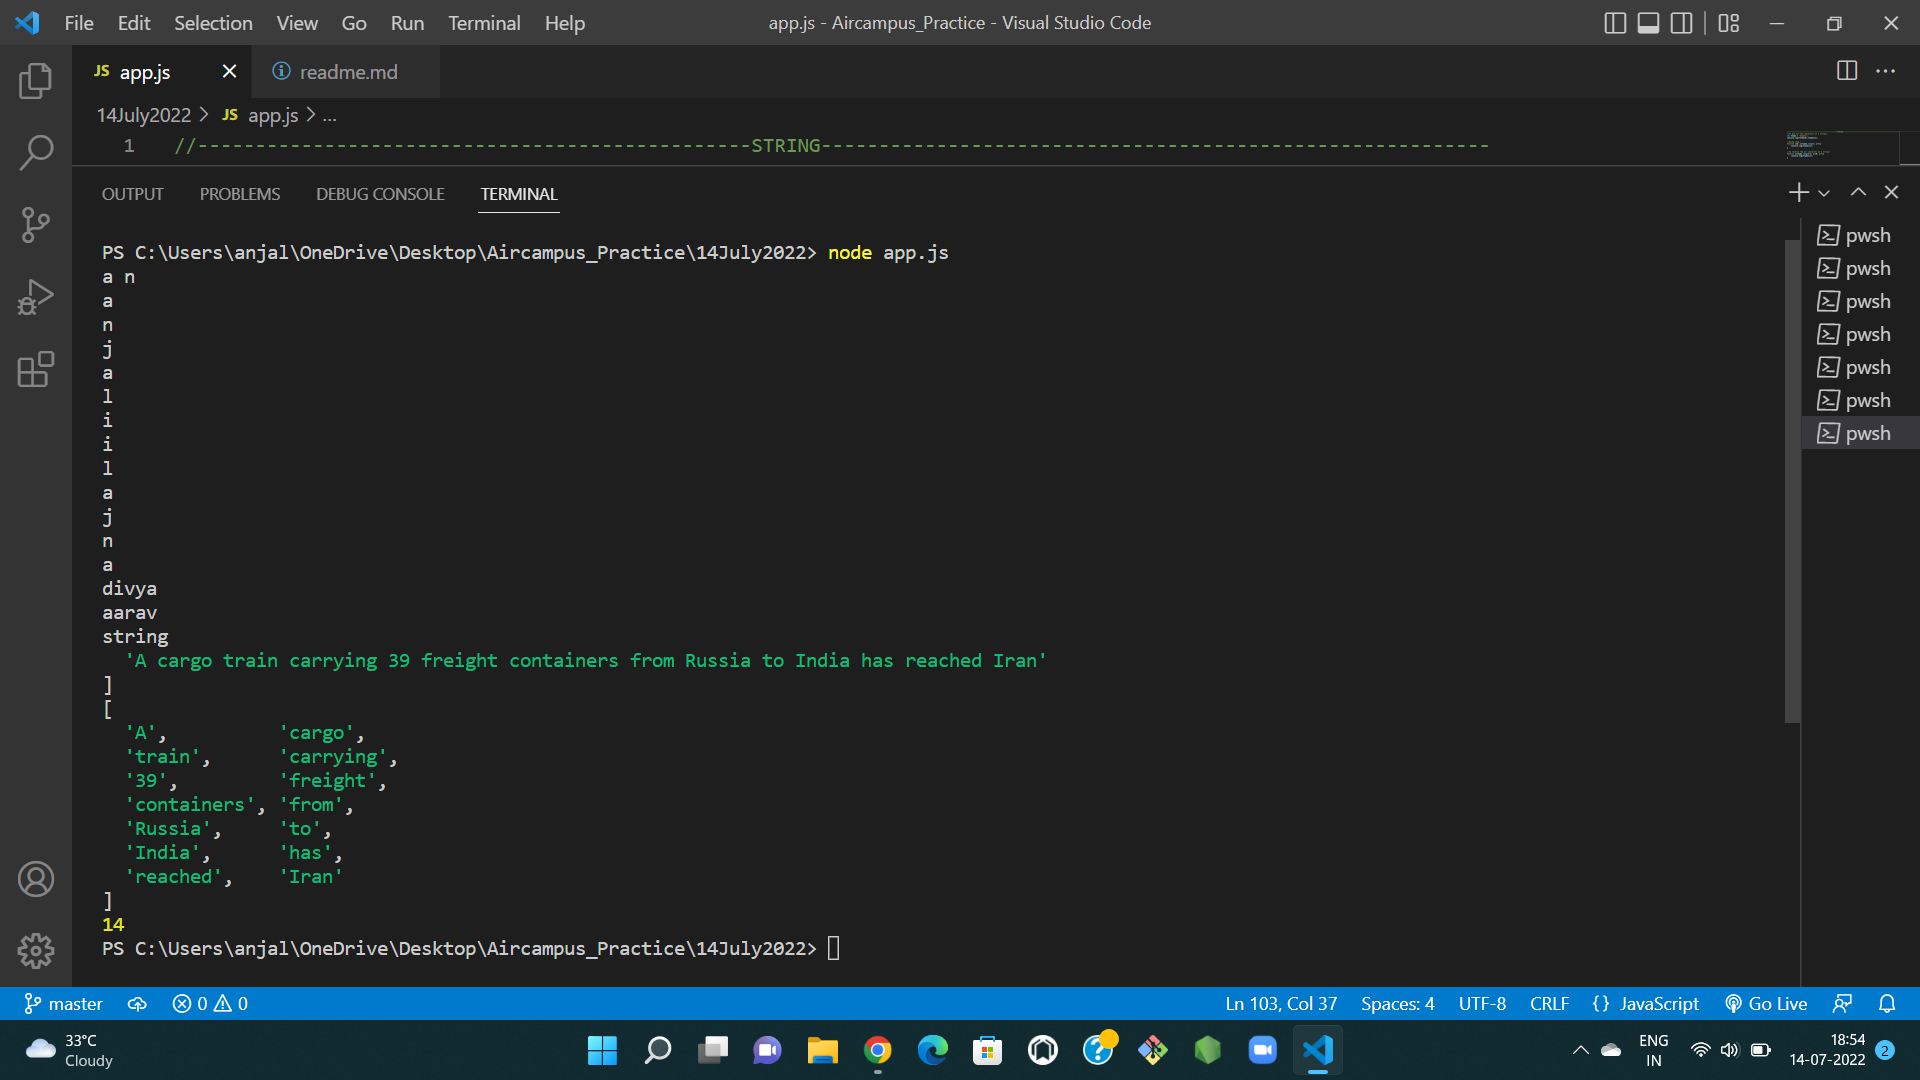 File Edit Selection View Go Run Terminal Help app.js - Aircampus_Practice - Visual Studio Code
JS app.js readme.md
14July2022 > JS app.js > ...
1 //------------------------------------------------STRING----------------------------------------------------------
OUTPUT PROBLEMS DEBUG CONSOLE TERMINAL
PS C:\Users\anjal\OneDrive\Desktop\Aircampus_Practice\14July2022> node app.js
a n
a
n
j
a
l
i
i
l
a
j
n
a
divya
aarav
string
'A cargo train carrying 39 freight containers from Russia to India has reached Iran'
]
[
'A', 'cargo',
'train', 'carrying',
'39', 'freight',
'containers', 'from',
'Russia', 'to',
'India', 'has',
'reached', 'Iran'
]
14
PS C:\Users\anjal\OneDrive\Desktop\Aircampus_Practice\14July2022>
pwsh
pwsh
pwsh
pwsh
pwsh
pwsh
pwsh
master 0 0 Ln 103, Col 37 Spaces: 4 UTF-8 CRLF {} JavaScript Go Live
33°C
Cloudy
ENG
IN
18:54
14-07-2022
2